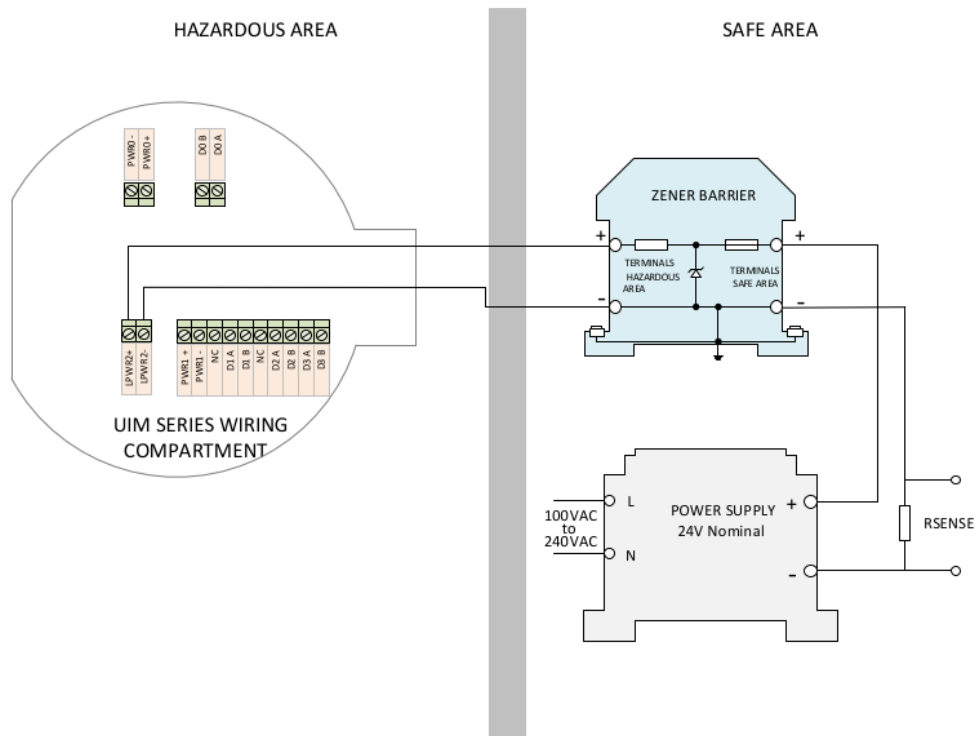 HAZARDOUS AREA
SAFE AREA
PWR0 -
PWR0+
D0 B
D0 A
ZENER BARRIER
+
+
TERMINALS
HAZARDOUS
AREA
TERMINALS
SAFE AREA
-
-
LPWR2+
LPWR2-
PWR1 +
PWR1 -
NC
D1 A
D1 B
NC
D2 A
D2 B
D3 A
D3 B
UIM SERIES WIRING
COMPARTMENT
100VAC
to
240VAC
L
N
POWER SUPPLY
24V Nominal
+
-
RSENSE